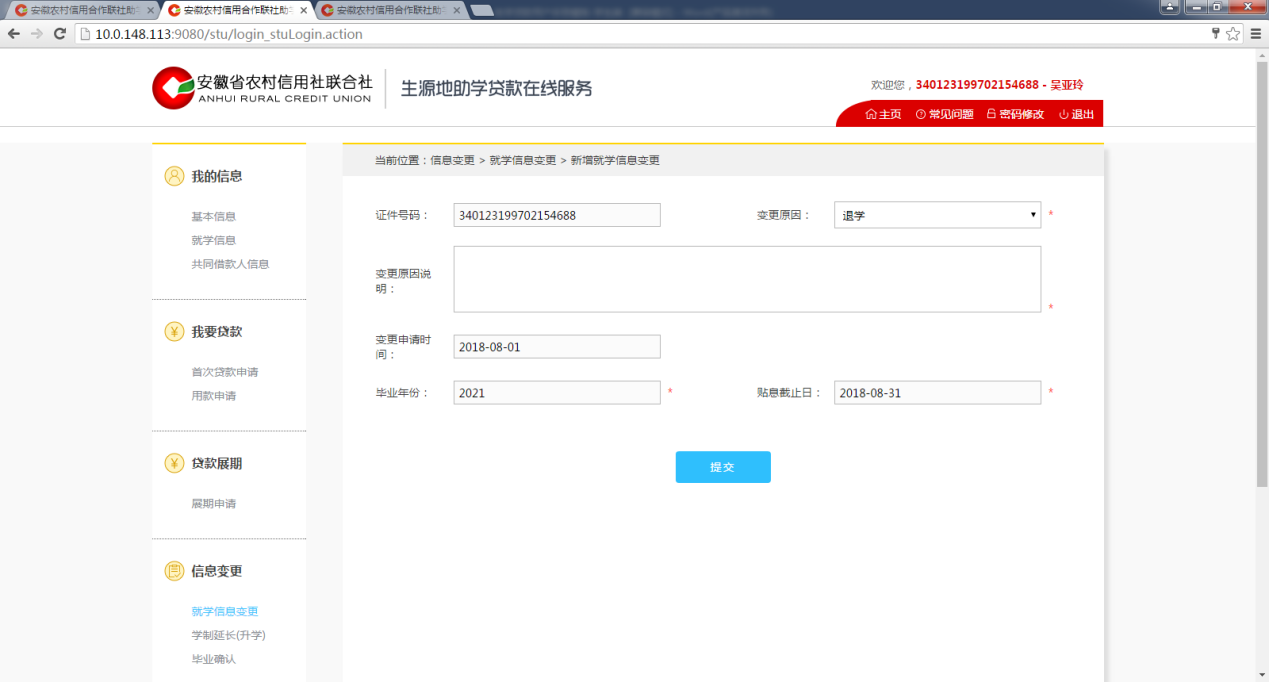 安徽农村信用合作联社助
安徽农村信用合作联社助
安徽农村信用合作联社助
10.0.148.113:9080/stu/login_stuLogin.action
安徽省农村信用社联合社
ANHUI RURAL CREDIT UNION
生源地助学贷款在线服务
欢迎您，340123199702154688 - 吴亚玲
主页 常见问题 密码修改 退出
我的信息
基本信息
就学信息
共同借款人信息
我要贷款
首次贷款申请
用款申请
贷款展期
展期申请
信息变更
就学信息变更
学制延长(升学)
毕业确认
当前位置：信息变更 > 就学信息变更 > 新增就学信息变更
证件号码： 340123199702154688 变更原因： 退学 *
变更原因说
明： *
变更申请时
间： 2018-08-01
毕业年份： 2021 * 贴息截止日： 2018-08-31 *
提交